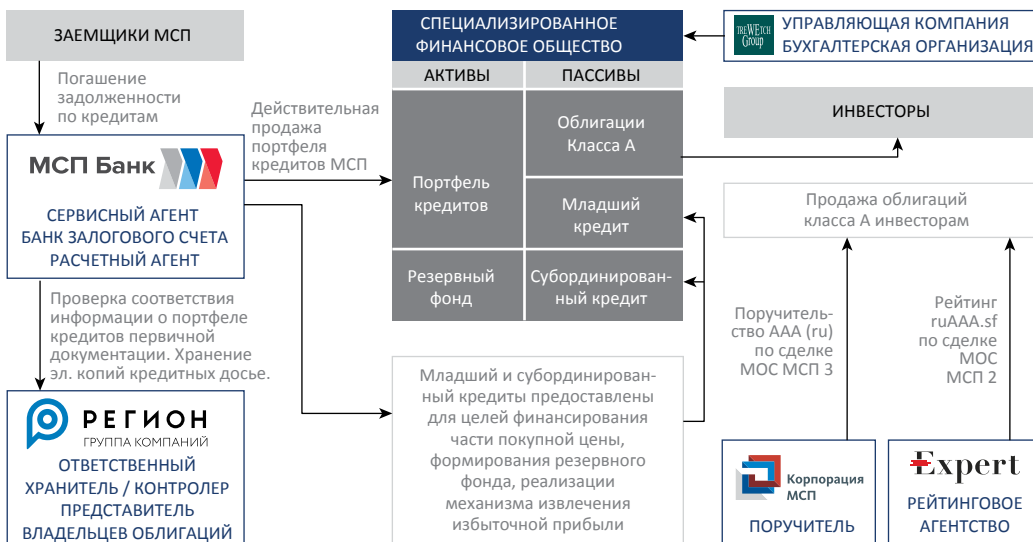 ЗАЕМЩИКИ МСП
Погашение
задолженности
по кредитам
МСП Банк
СЕРВИСНЫЙ АГЕНТ
БАНК ЗАЛОГОВОГО СЧЕТА
РАСЧЕТНЫЙ АГЕНТ
Действительная
продажа
портфеля
кредитов МСП
Проверка соответствия
информации о портфеле
кредитов первичной
документации. Хранение
эл. копий кредитных досье.
РЕГИОН
ГРУППА КОМПАНИЙ
ОТВЕТСТВЕННЫЙ
ХРАНИТЕЛЬ / КОНТРОЛЕР
ПРЕДСТАВИТЕЛЬ
ВЛАДЕЛЬЦЕВ ОБЛИГАЦИЙ
СПЕЦИАЛИЗИРОВАННОЕ
ФИНАНСОВОЕ ОБЩЕСТВО
АКТИВЫ
ПАССИВЫ
Портфель
кредитов
Облигации
Класса А
Младший
кредит
Резервный
фонд
Субординирован-
ный кредит
Младший и субординирован-
ный кредиты предоставлены
для целей финансирования
части покупной цены,
формирования резервного
фонда, реализации
механизма извлечения
избыточной прибыли
TREWETCH
Group
УПРАВЛЯЮЩАЯ КОМПАНИЯ
БУХГАЛТЕРСКАЯ ОРГАНИЗАЦИЯ
ИНВЕСТОРЫ
Продажа облигаций
класса А инвесторам
Поручитель-
ство AAA (ru)
по сделке
МОС МСП 3
Рейтинг
ruAAA.sf
по сделке
МОС
МСП 2
Корпорация
МСП
ПОРУЧИТЕЛЬ
Expert
РЕЙТИНГОВОЕ
АГЕНТСТВО